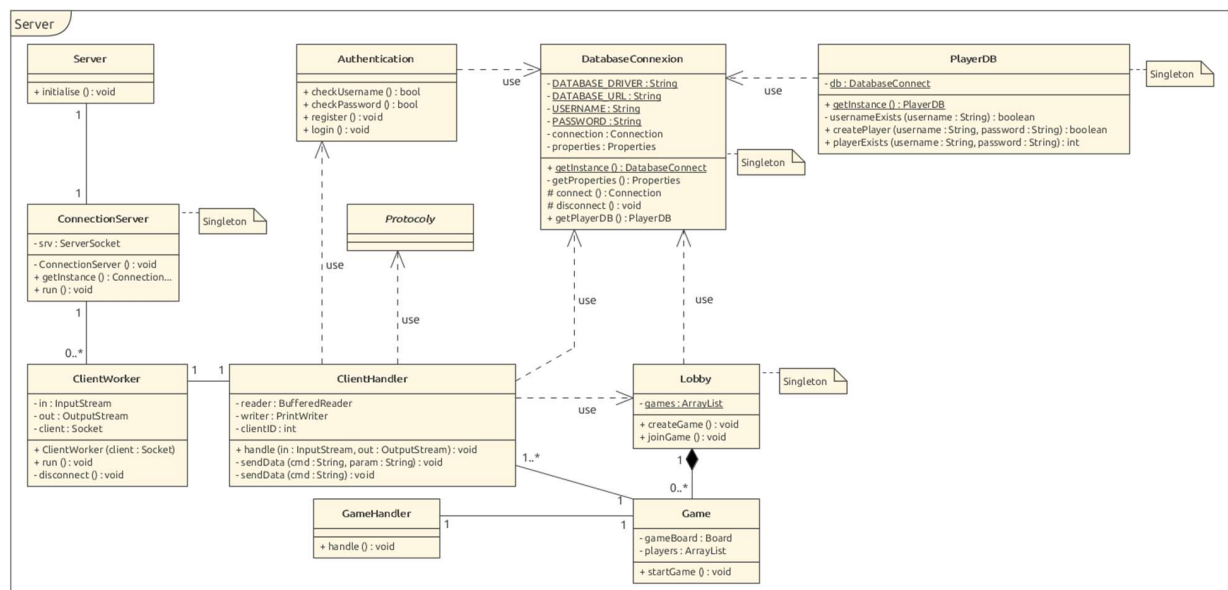 Server
Server
+ initialise () : void
1
1
ConnectionServer
- srv : ServerSocket
- ConnectionServer () : void
+ getInstance () : Connection...
+ run () : void
Singleton
1
0..*
ClientWorker
- in : InputStream
- out : OutputStream
- client : Socket
+ ClientWorker (client : Socket)
+ run () : void
- disconnect () : void
1
1
Authentication
+ checkUsername () : bool
+ checkPassword () : bool
+ register () : void
+ login () : void
use
use
Protocoly
use
ClientHandler
- reader : BufferedReader
- writer : PrintWriter
- clientID : int
+ handle (in : InputStream, out : OutputStream) : void
- sendData (cmd : String, param : String) : void
- sendData (cmd : String) : void
DatabaseConnexion
- DATABASE_DRIVER : String
- DATABASE_URL : String
- USERNAME : String
- PASSWORD : String
- connection : Connection
- properties : Properties
+ getInstance () : DatabaseConnect
- getProperties () : Properties
# connect () : Connection
# disconnect () : void
+ getPlayerDB () : PlayerDB
Singleton
use
PlayerDB
- db : DatabaseConnect
+ getInstance () : PlayerDB
- usernameExists (username : String) : boolean
+ createPlayer (username : String, password : String) : boolean
+ playerExists (username : String, password : String) : int
Singleton
use
use
use
Lobby
- games : ArrayList
+ createGame () : void
+ joinGame () : void
Singleton
1..*
1
1
0..*
GameHandler
+ handle () : void
1
1
Game
- gameBoard : Board
- players : ArrayList
+ startGame () : void